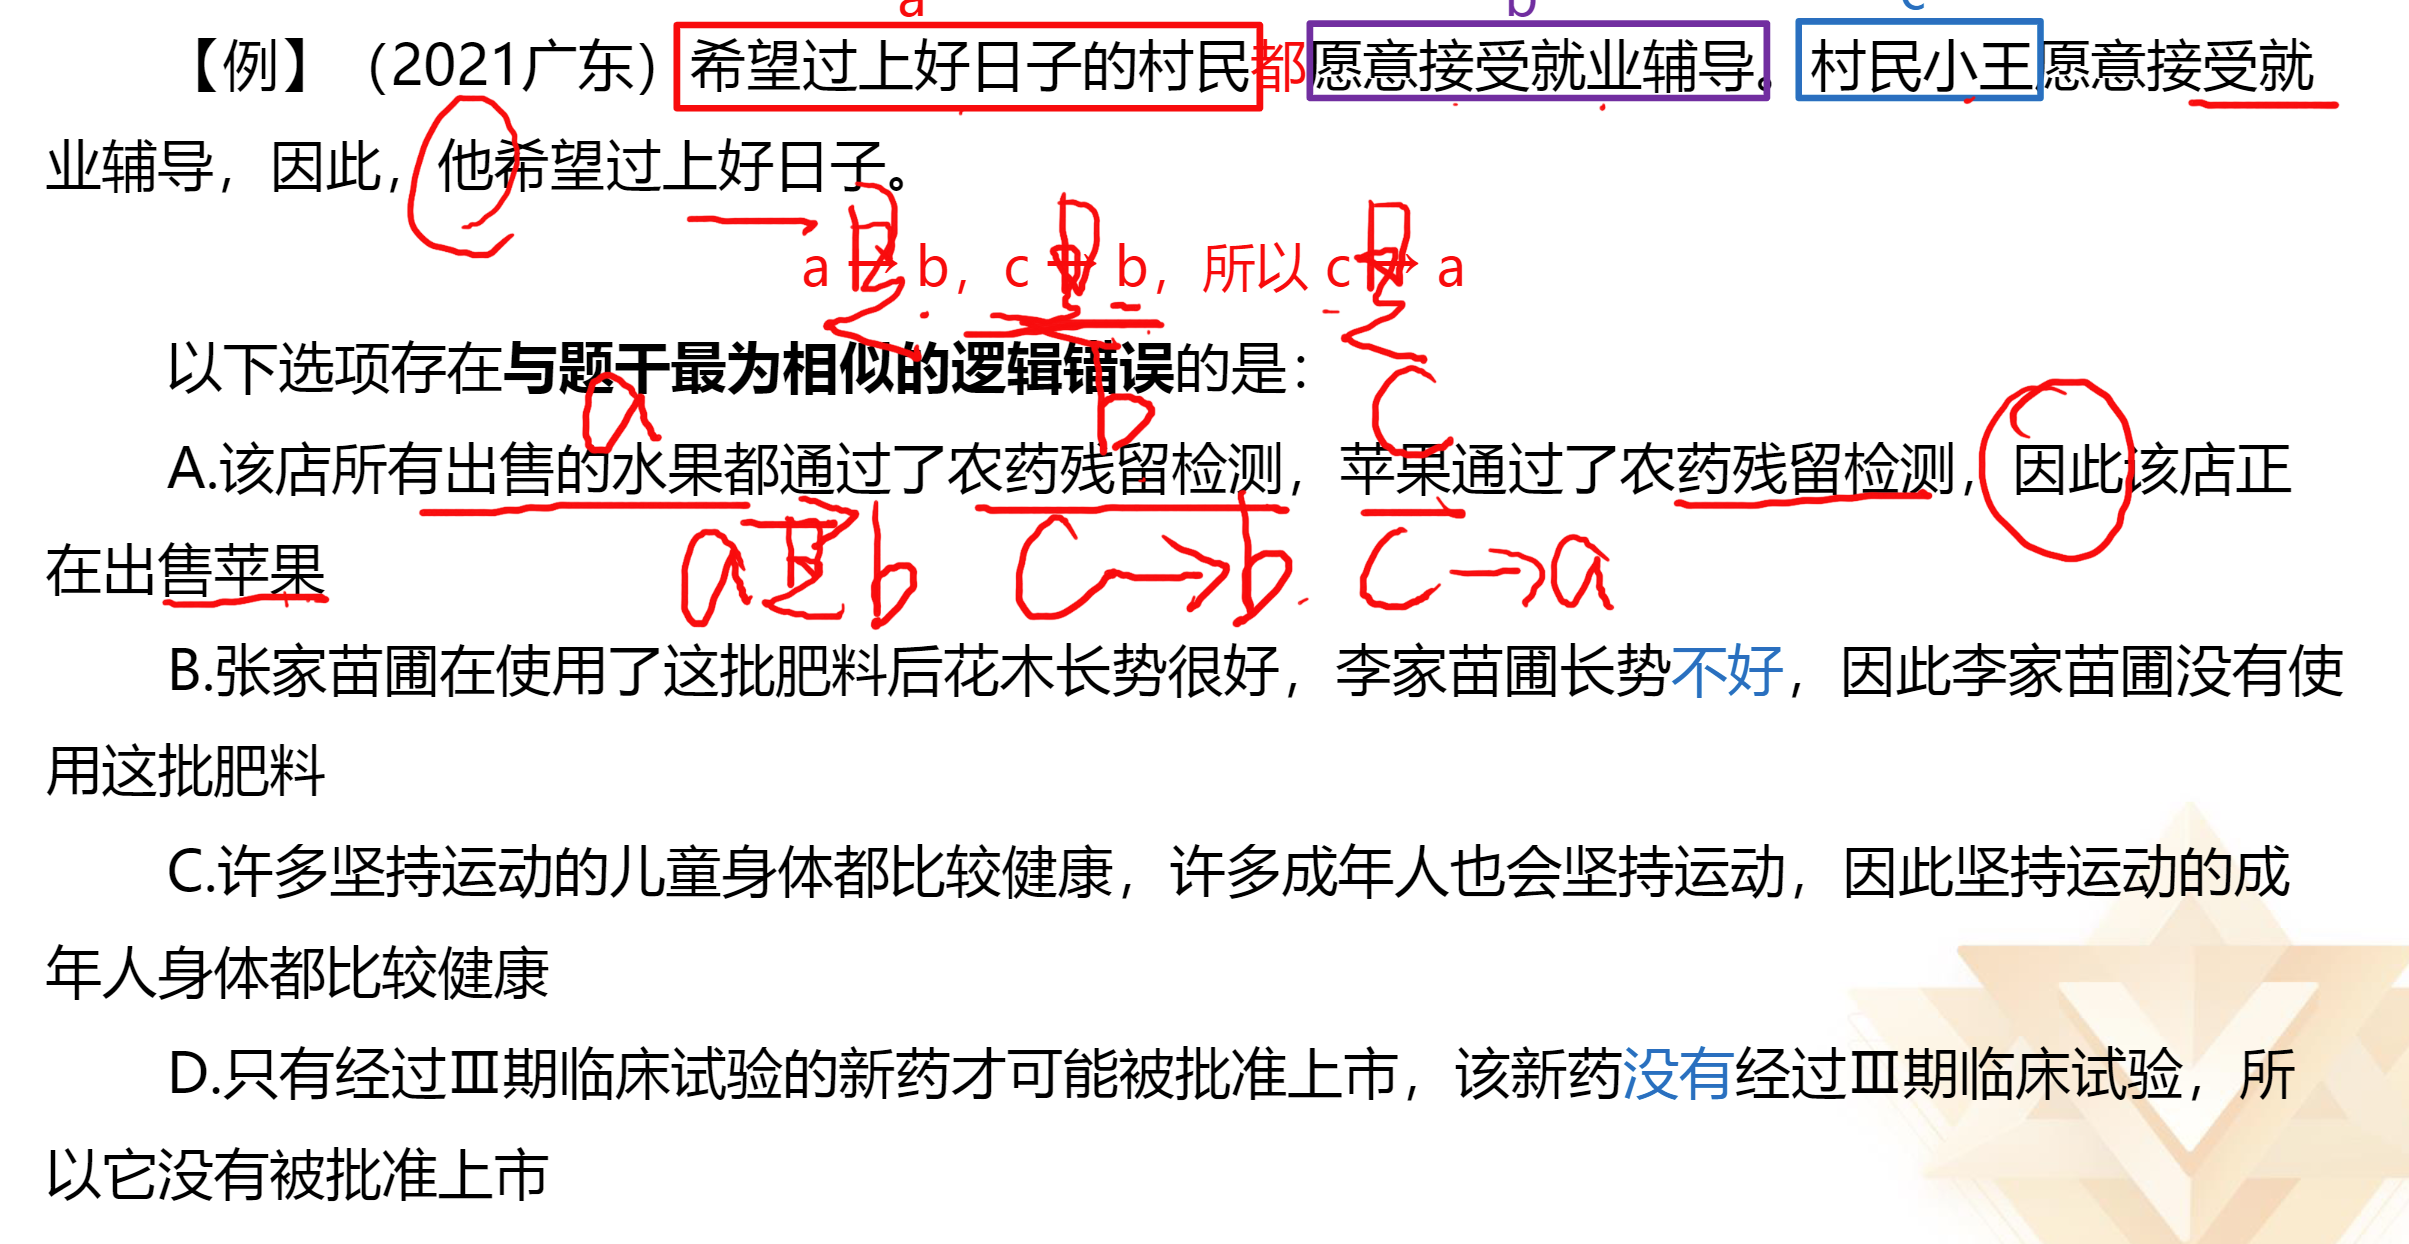 a b c
【例】（2021广东）希望过上好日子的村民都愿意接受就业辅导。村民小王愿意接受就
业辅导，因此，他希望过上好日子。
a → b，c → b，所以 c → a
以下选项存在与题干最为相似的逻辑错误的是：
a b c
A.该店所有出售的水果都通过了农药残留检测，苹果通过了农药残留检测，因此该店正
在出售苹果
a b c→b. c→a
B.张家苗圃在使用了这批肥料后花木长势很好，李家苗圃长势不好，因此李家苗圃没有使
用这批肥料
C.许多坚持运动的儿童身体都比较健康，许多成年人也会坚持运动，因此坚持运动的成
年人身体都比较健康
D.只有经过Ⅲ期临床试验的新药才可能被批准上市，该新药没有经过Ⅲ期临床试验，所
以它没有被批准上市